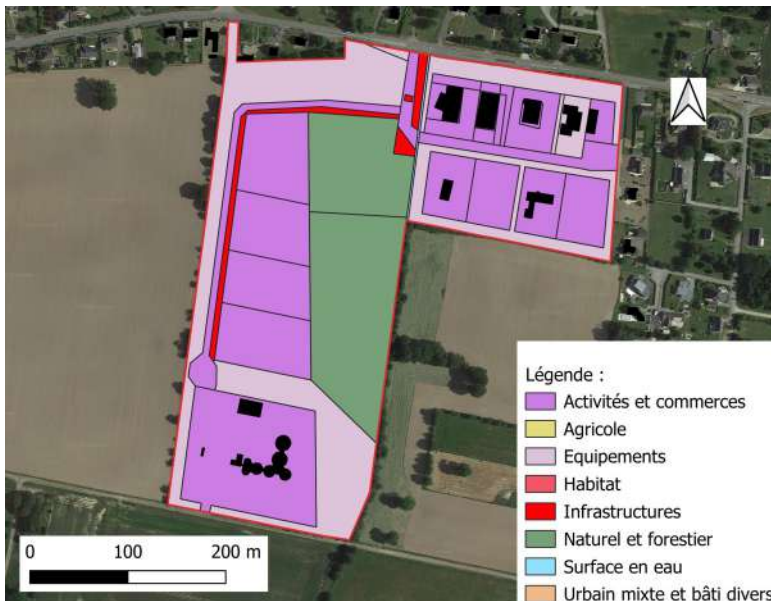 Légende :
Activités et commerces
Agricole
Equipements
Habitat
Infrastructures
Naturel et forestier
Surface en eau
Urbain mixte et bâti divers
0 100 200 m